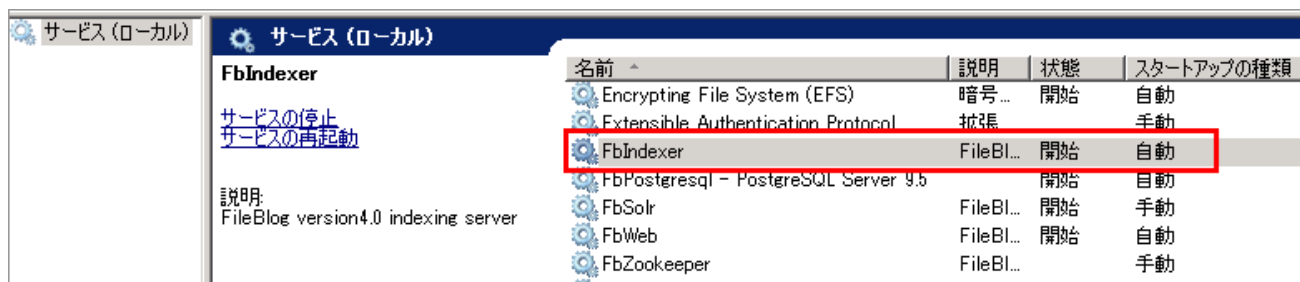 サービス (ローカル)
サービス (ローカル)
FbIndexer
サービスの停止
サービスの再起動
説明:
FileBlog version4.0 indexing server
名前 説明 状態 スタートアップの種類
Encrypting File System (EFS) 暗号... 開始 自動
Extensible Authentication Protocol 拡張 手動
FbIndexer FileBl... 開始 自動
FbPostgresql - PostgreSQL Server 9.5 開始 自動
FbSolr FileBl... 開始 手動
FbWeb FileBl... 開始 自動
FbZookeeper FileBl... 手動